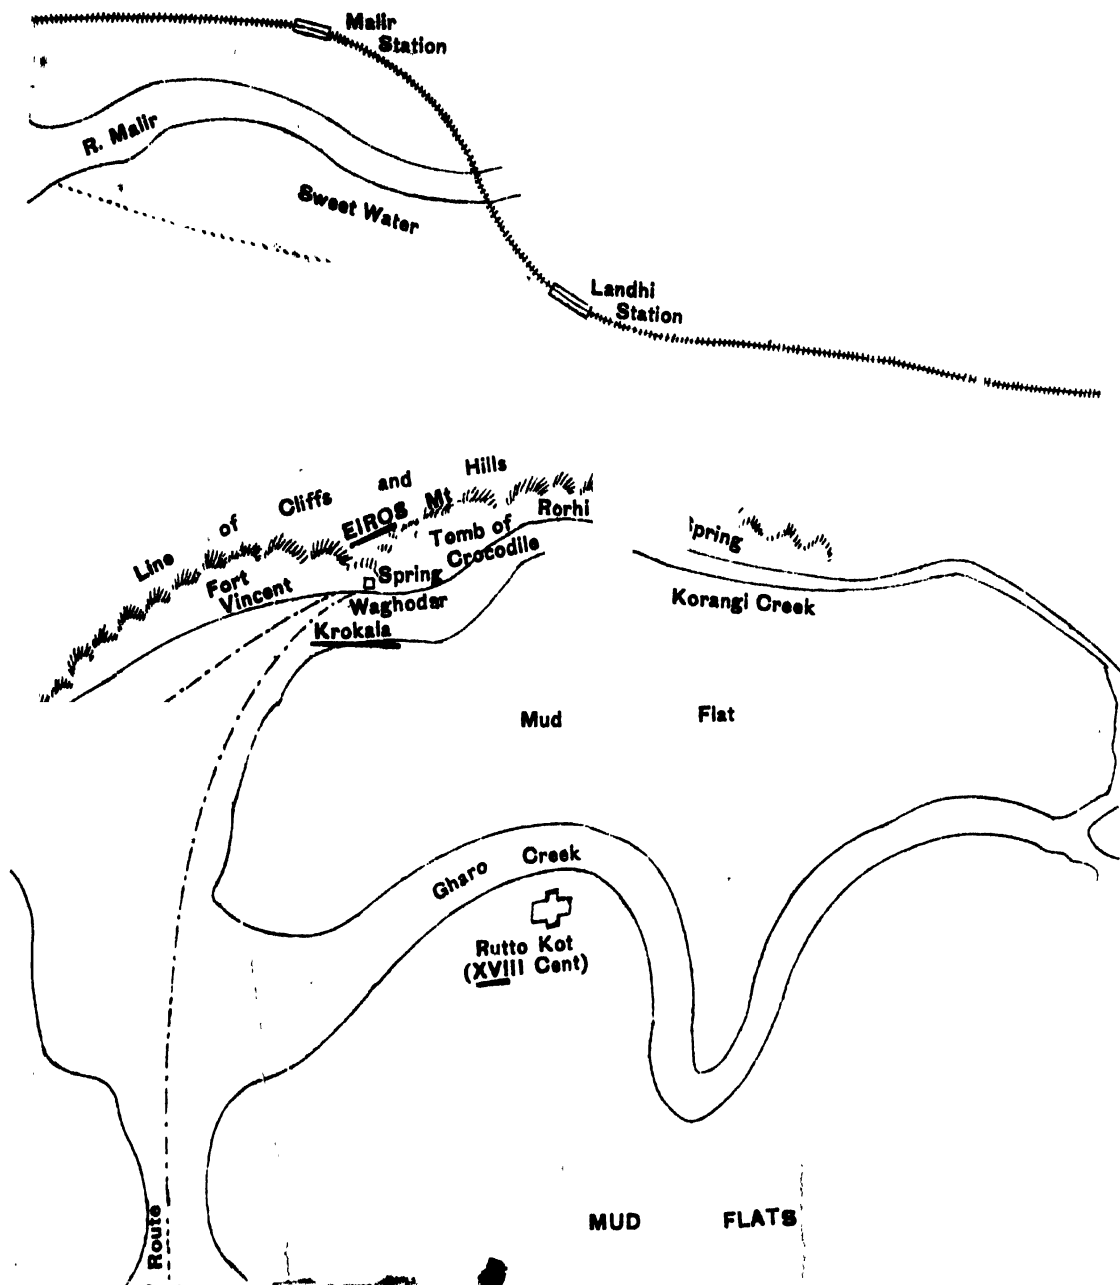 Malir
Station
R. Malir
Sweet Water
Landhi
Station
Line of Cliffs and Hills
EIROS Mt
Rorhi
Tomb of
Crocodile
Fort
Vincent
Spring
Waghodar
Krokala
Spring
Korangi Creek
Mud Flat
Gharo Creek
Rutto Kot
(XVIII Cent)
MUD FLATS
Route